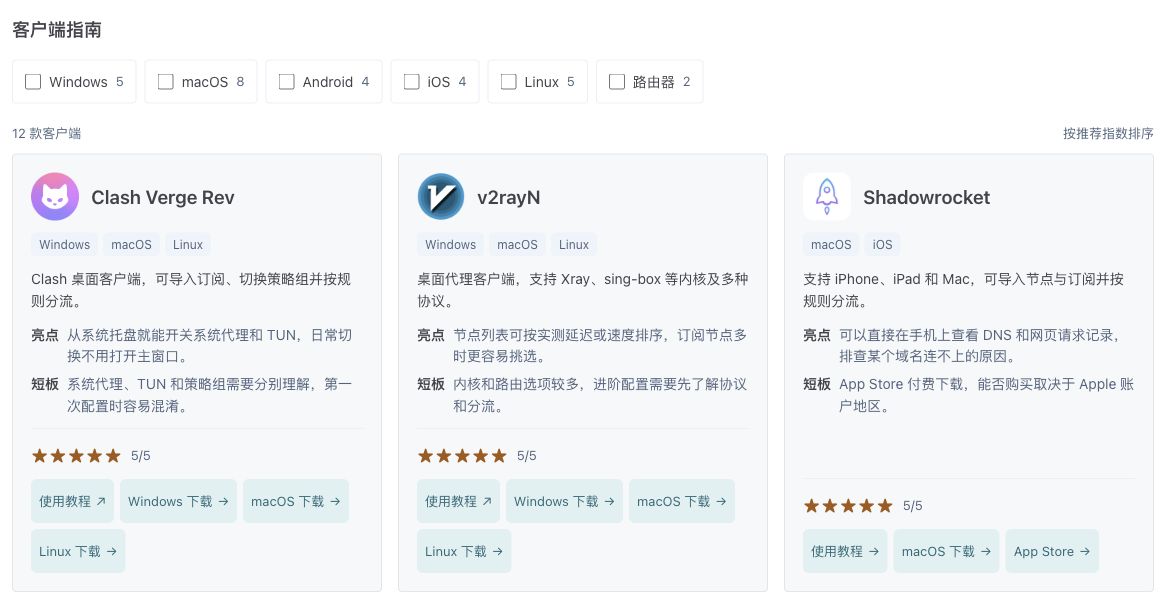 客户端指南
Windows 5
macOS 8
Android 4
iOS 4
Linux 5
路由器 2
12 款客户端
按推荐指数排序
Clash Verge Rev
Windows macOS Linux
Clash 桌面客户端，可导入订阅、切换策略组并按规
则分流。
亮点 从系统托盘就能开关系统代理和 TUN，日常切
换不用打开主窗口。
短板 系统代理、TUN 和策略组需要分别理解，第一
次配置时容易混淆。
★★★★★ 5/5
使用教程 ↗ Windows 下载 → macOS 下载 →
Linux 下载 →
v2rayN
Windows macOS Linux
桌面代理客户端，支持 Xray、sing-box 等内核及多种
协议。
亮点 节点列表可按实测延迟或速度排序，订阅节点多
时更容易挑选。
短板 内核和路由选项较多，进阶配置需要先了解协议
和分流。
★★★★★ 5/5
使用教程 ↗ Windows 下载 → macOS 下载 →
Linux 下载 →
Shadowrocket
macOS iOS
支持 iPhone、iPad 和 Mac，可导入节点与订阅并按
规则分流。
亮点 可以直接在手机上查看 DNS 和网页请求记录，
排查某个域名连不上的原因。
短板 App Store 付费下载，能否购买取决于 Apple 账
户地区。
★★★★★ 5/5
使用教程 → macOS 下载 → App Store →